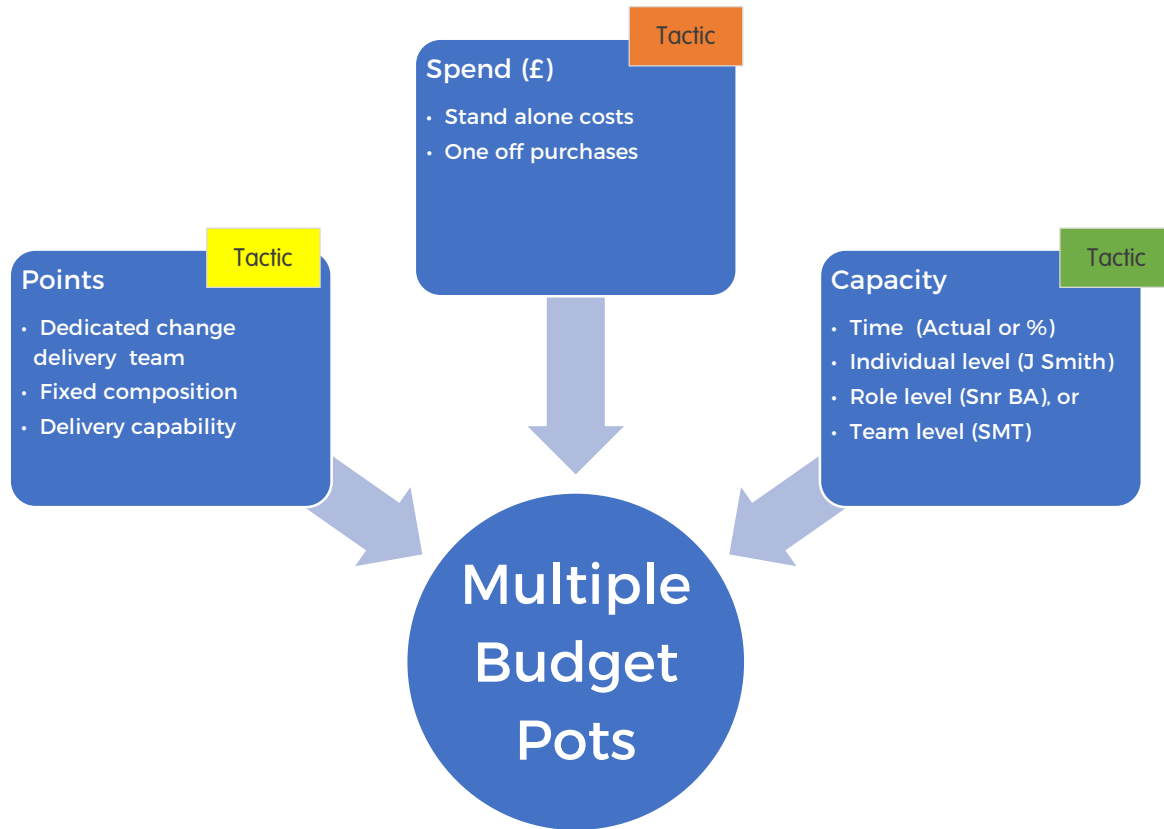 Tactic
Spend (£)
• Stand alone costs
• One off purchases
Tactic
Points
• Dedicated change
delivery team
• Fixed composition
• Delivery capability
Tactic
Capacity
• Time (Actual or %)
• Individual level (J Smith)
• Role level (Snr BA), or
• Team level (SMT)
Multiple
Budget
Pots